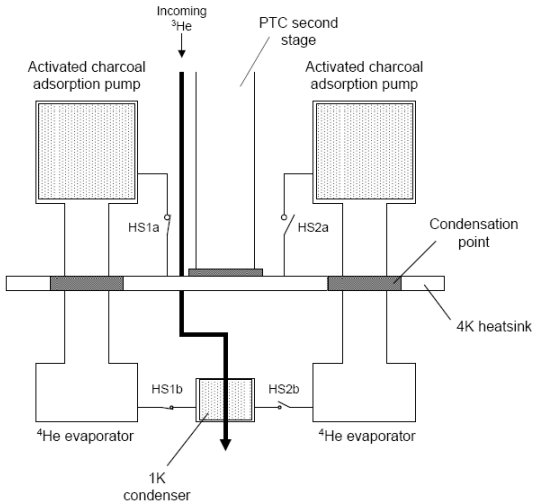 Incoming
³He
PTC second
stage
Activated charcoal
adsorption pump
Activated charcoal
adsorption pump
HS1a
HS2a
Condensation
point
4K heatsink
HS1b
HS2b
⁴He evaporator
⁴He evaporator
1K
condenser